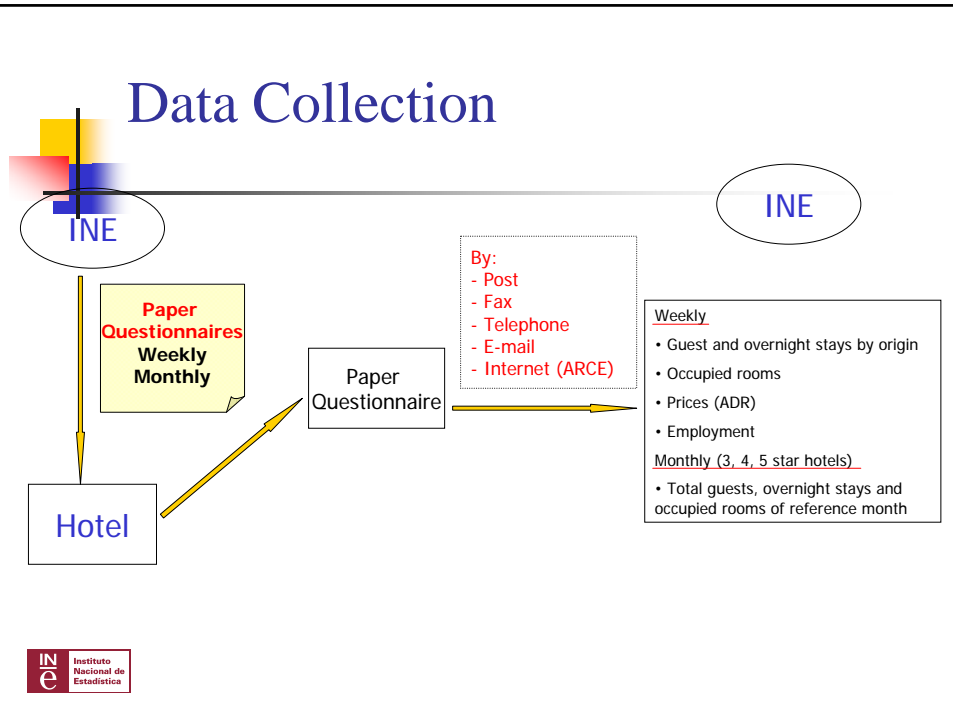 Data Collection
INE
INE
Paper
Questionnaires
Weekly
Monthly
Hotel
Paper
Questionnaire
By:
- Post
- Fax
- Telephone
- E-mail
- Internet (ARCE)
Weekly
• Guest and overnight stays by origin
• Occupied rooms
• Prices (ADR)
• Employment
Monthly (3, 4, 5 star hotels)
• Total guests, overnight stays and
occupied rooms of reference month
INe
Instituto
Nacional de
Estadística